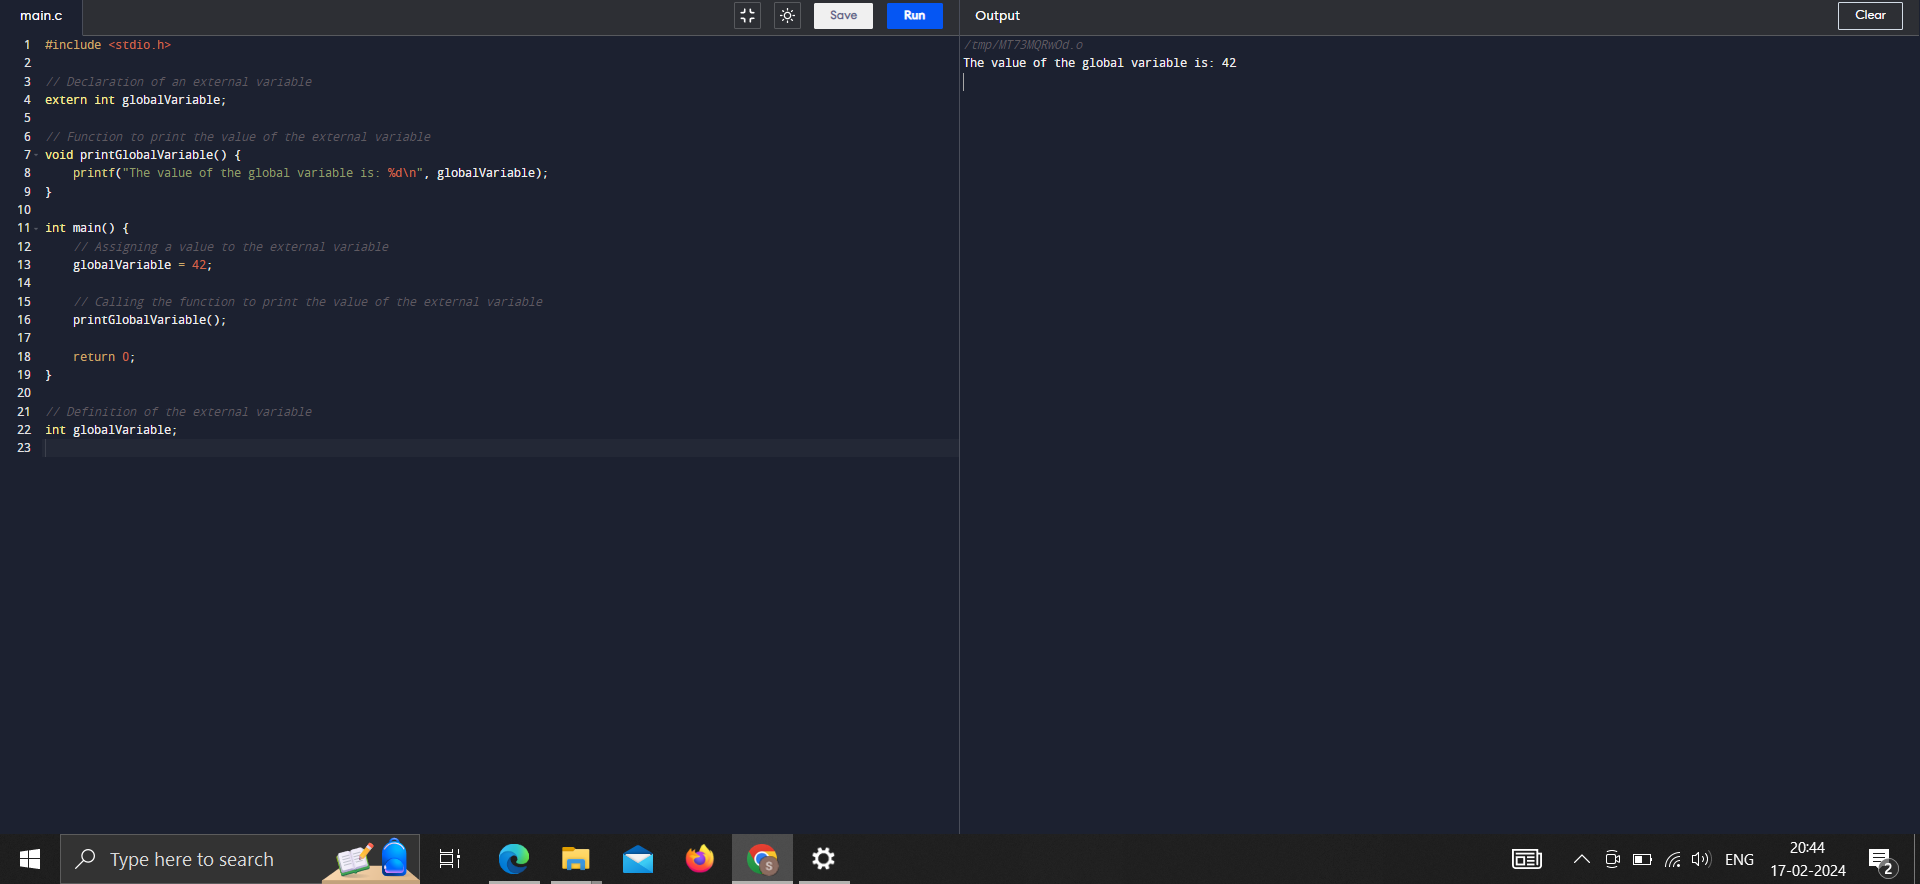 main.c
Save
Run
Output
Clear
1 #include <stdio.h>
2
3 // Declaration of an external variable
4 extern int globalVariable;
5
6 // Function to print the value of the external variable
7 void printGlobalVariable() {
8     printf("The value of the global variable is: %d\n", globalVariable);
9 }
10
11 int main() {
12     // Assigning a value to the external variable
13     globalVariable = 42;
14
15     // Calling the function to print the value of the external variable
16     printGlobalVariable();
17
18     return 0;
19 }
20
21 // Definition of the external variable
22 int globalVariable;
23
/tmp/MT73MQRwOd.o
The value of the global variable is: 42
Type here to search
S
ENG
20:44
17-02-2024
2